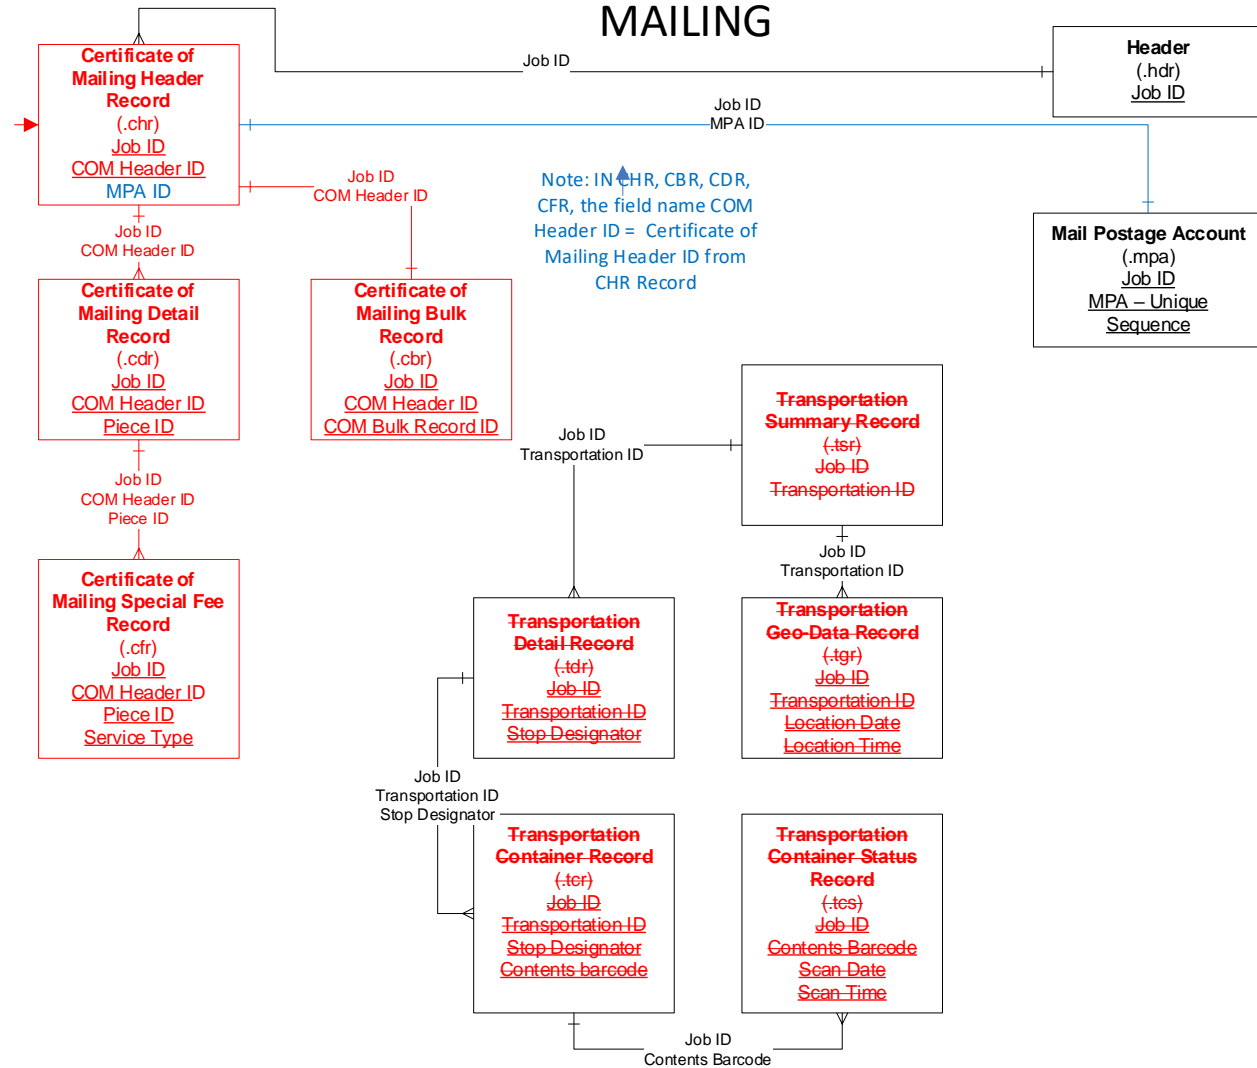 MAILING
Certificate of
Mailing Header
Record
(.chr)
Job ID
COM Header ID
MPA ID
Job ID
Header
(.hdr)
Job ID
Job ID
MPA ID
Job ID
COM Header ID
Note: IN CHR, CBR, CDR,
CFR, the field name COM
Header ID = Certificate of
Mailing Header ID from
CHR Record
Mail Postage Account
(.mpa)
Job ID
MPA – Unique
Sequence
Job ID
COM Header ID
Certificate of
Mailing Detail
Record
(.cdr)
Job ID
COM Header ID
Piece ID
Certificate of
Mailing Bulk
Record
(.cbr)
Job ID
COM Header ID
COM Bulk Record ID
Job ID
COM Header ID
Piece ID
Certificate of
Mailing Special Fee
Record
(.cfr)
Job ID
COM Header ID
Piece ID
Service Type
Transportation
Summary Record
(.tsr)
Job ID
Transportation ID
Job ID
Transportation ID
Job ID
Transportation ID
Transportation
Detail Record
(.tdr)
Job ID
Transportation ID
Stop Designator
Transportation
Geo-Data Record
(.tgr)
Job ID
Transportation ID
Location Date
Location Time
Job ID
Transportation ID
Stop Designator
Transportation
Container Record
(.tcr)
Job ID
Transportation ID
Stop Designator
Contents barcode
Transportation
Container Status
Record
(.tcs)
Job ID
Contents Barcode
Scan Date
Scan Time
Job ID
Contents Barcode